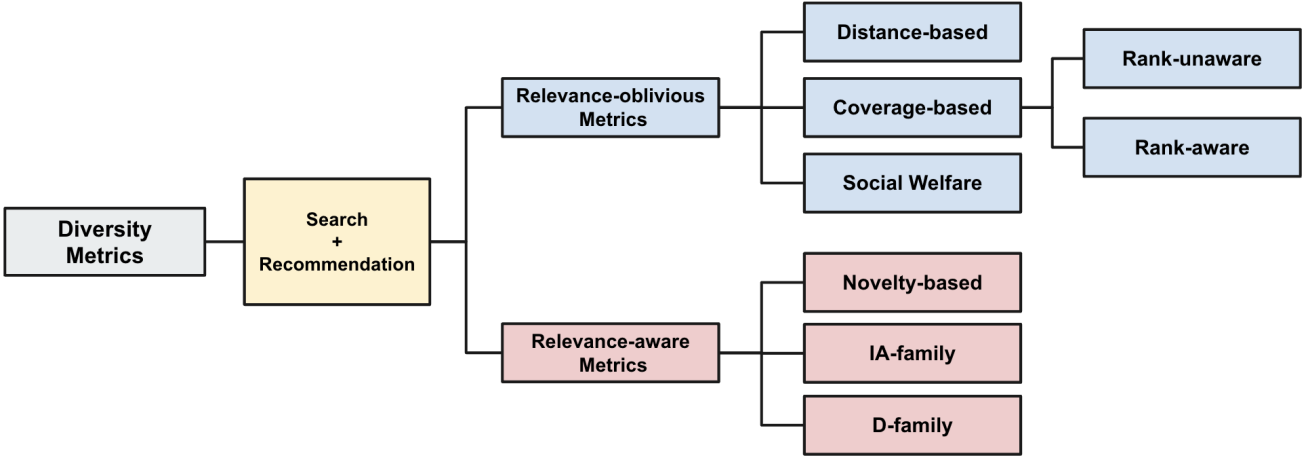 Diversity
Metrics
Search
+
Recommendation
Relevance-oblivious
Metrics
Distance-based
Coverage-based
Social Welfare
Rank-unaware
Rank-aware
Relevance-aware
Metrics
Novelty-based
IA-family
D-family